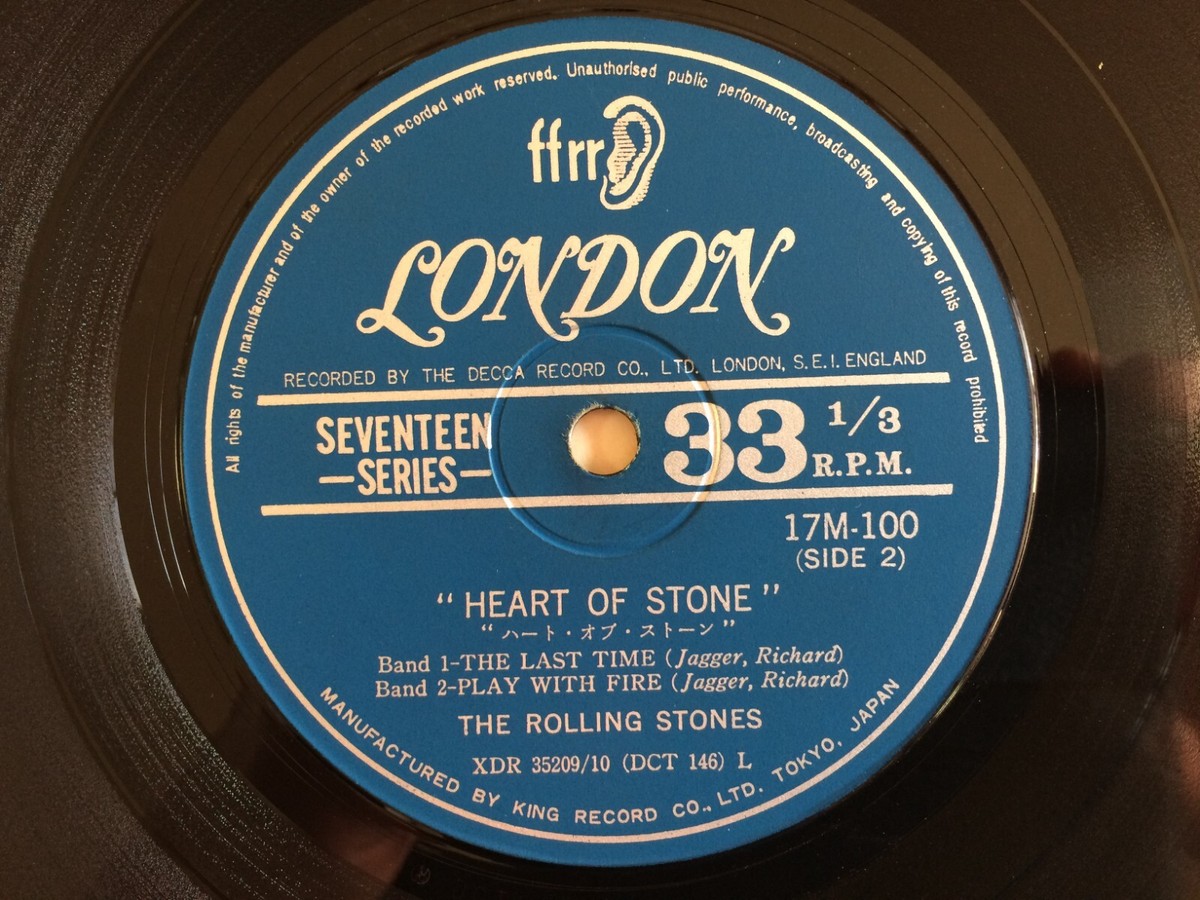 All rights of the manufacturer and of the owner of the recorded work reserved. Unauthorised public performance, broadcasting and copying of this record prohibited
ffrr
LONDON
RECORDED BY THE DECCA RECORD CO., LTD. LONDON, S.E.I. ENGLAND
SEVENTEEN
—SERIES—
33 1/3
R.P.M.
17M-100
(SIDE 2)
"HEART OF STONE"
"ハート・オブ・ストーン"
Band 1-THE LAST TIME (Jagger, Richard)
Band 2-PLAY WITH FIRE (Jagger, Richard)
THE ROLLING STONES
XDR 35209/10 (DCT 146) L
MANUFACTURED BY KING RECORD CO., LTD. TOKYO, JAPAN